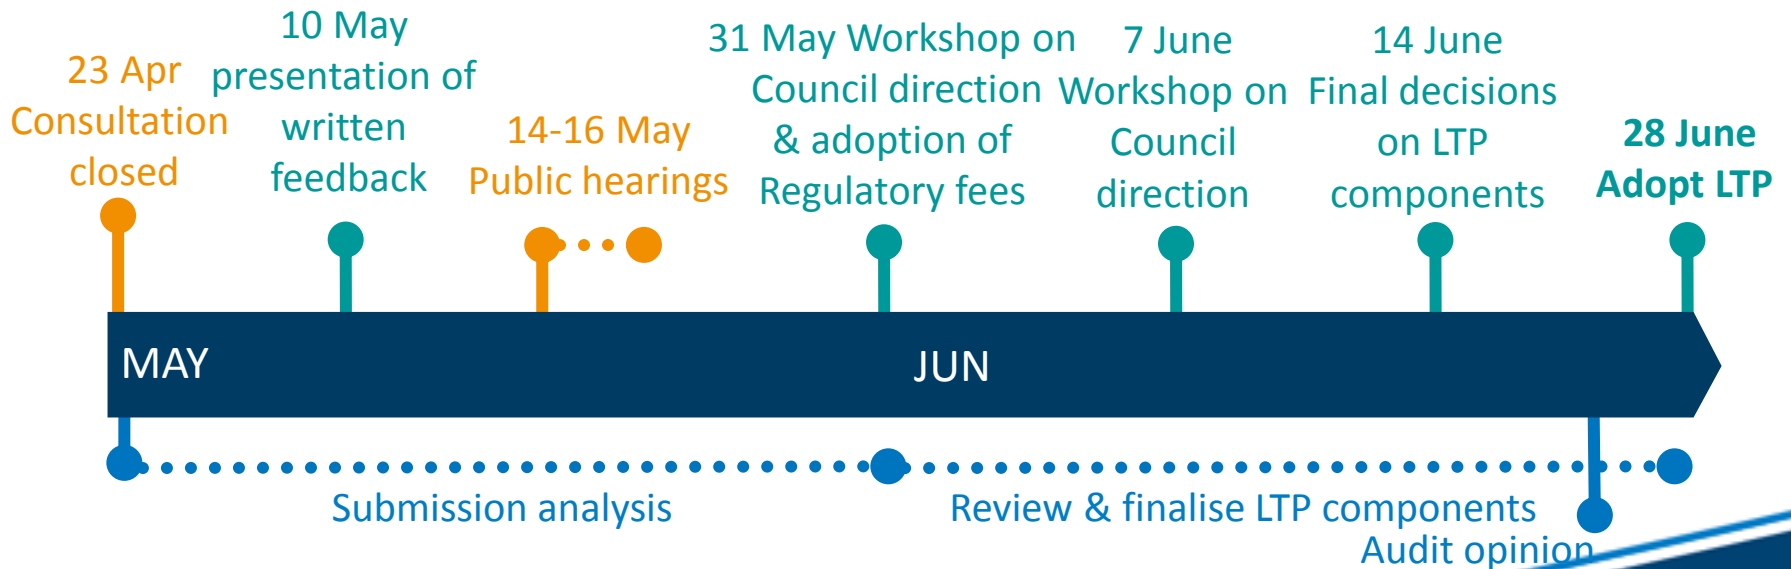 23 Apr
Consultation
closed
10 May
presentation of
written
feedback
14-16 May
Public hearings
31 May Workshop on
Council direction
& adoption of
Regulatory fees
7 June
Workshop on
Council
direction
14 June
Final decisions
on LTP
components
28 June
Adopt LTP
MAY
JUN
Submission analysis
Review & finalise LTP components
Audit opinion